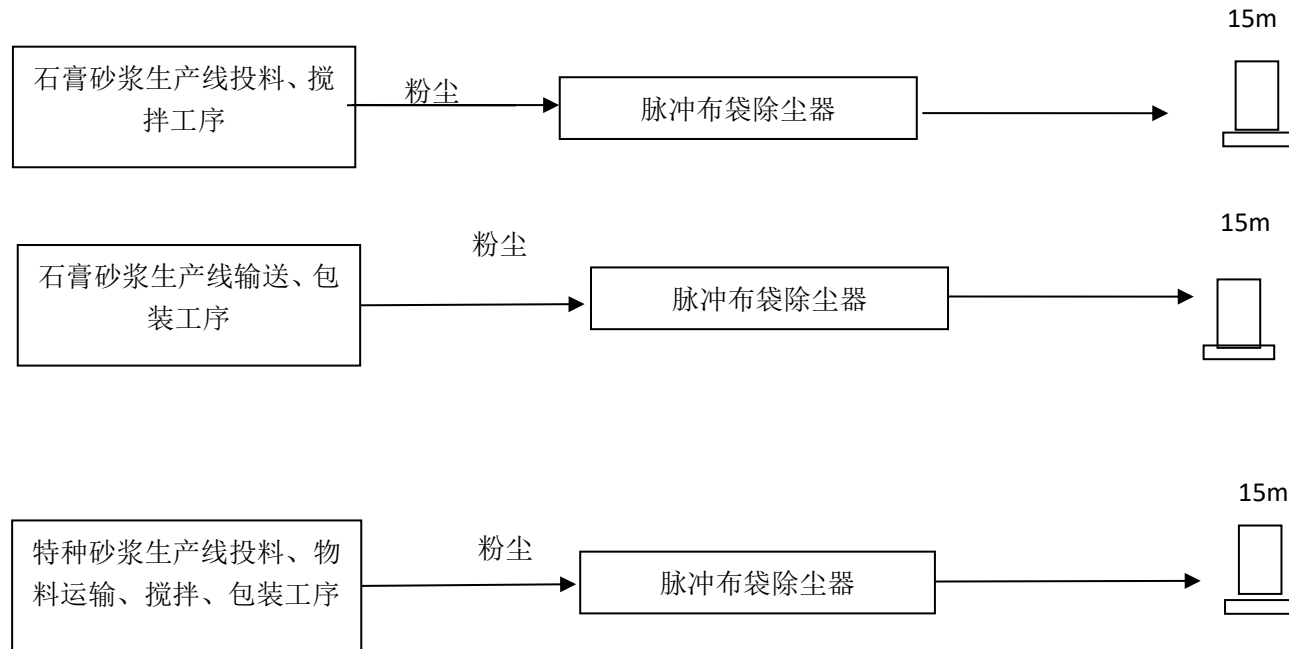 15m
石膏砂浆生产线投料、搅
拌工序
粉尘
脉冲布袋除尘器
15m
石膏砂浆生产线输送、包
装工序
粉尘
脉冲布袋除尘器
15m
特种砂浆生产线投料、物
料运输、搅拌、包装工序
粉尘
脉冲布袋除尘器